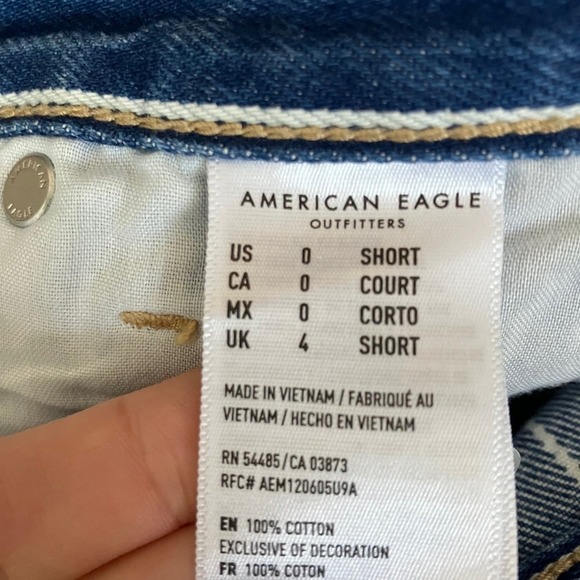 AMERICAN
EAGLE
AMERICAN EAGLE
OUTFITTERS
US 0 SHORT
CA 0 COURT
MX 0 CORTO
UK 4 SHORT
MADE IN VIETNAM / FABRIQUÉ AU
VIETNAM / HECHO EN VIETNAM
RN 54485/CA 03873
RFC# AEM120605U9A
EN 100% COTTON
EXCLUSIVE OF DECORATION
FR 100% COTON